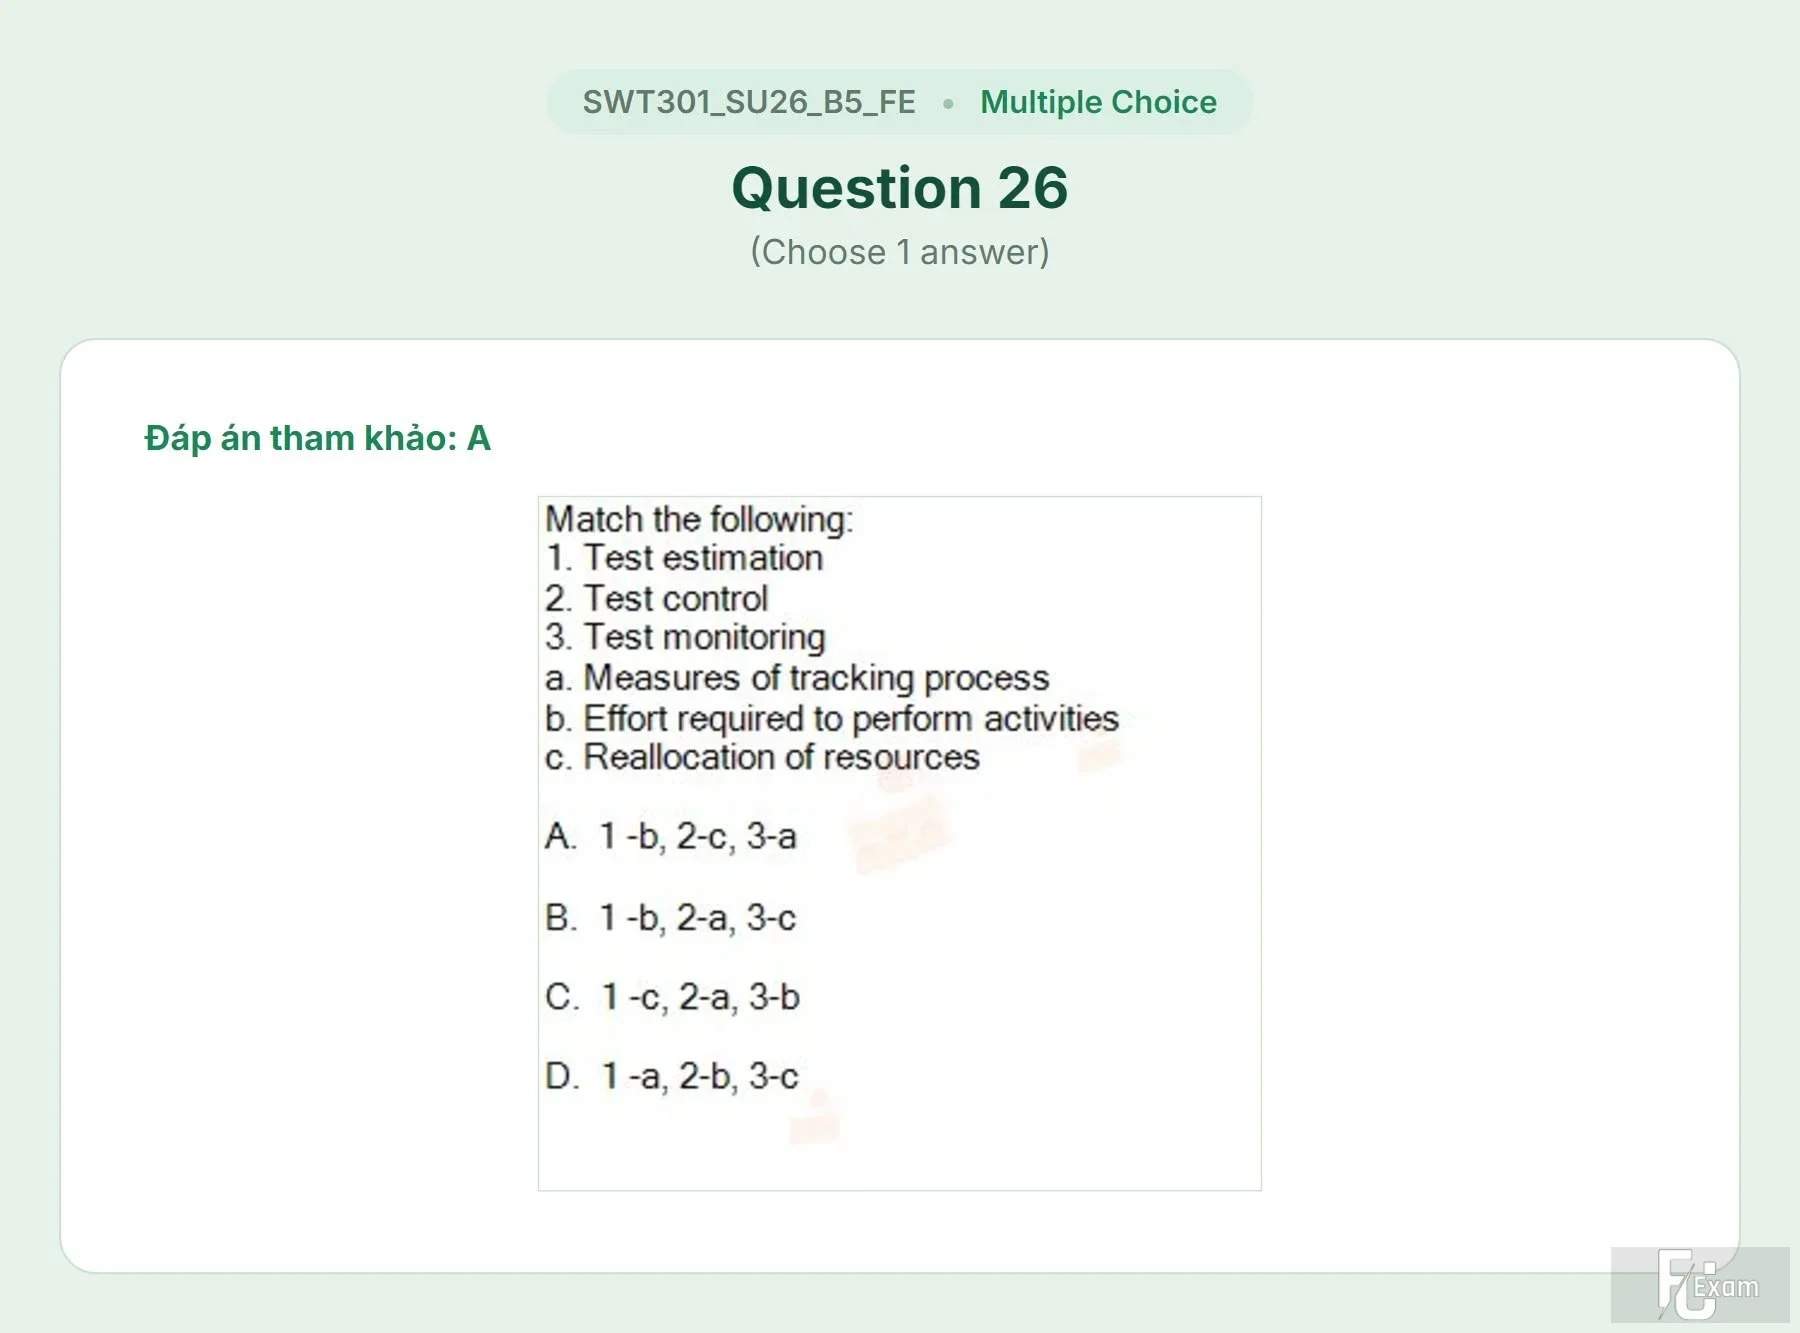 SWT301_SU26_B5_FE • Multiple Choice
Question 26
(Choose 1 answer)
Đáp án tham khảo: A
Match the following:
1. Test estimation
2. Test control
3. Test monitoring
a. Measures of tracking process
b. Effort required to perform activities
c. Reallocation of resources
A. 1 -b, 2-c, 3-a
B. 1 -b, 2-a, 3-c
C. 1 -c, 2-a, 3-b
D. 1 -a, 2-b, 3-c
FU Exam